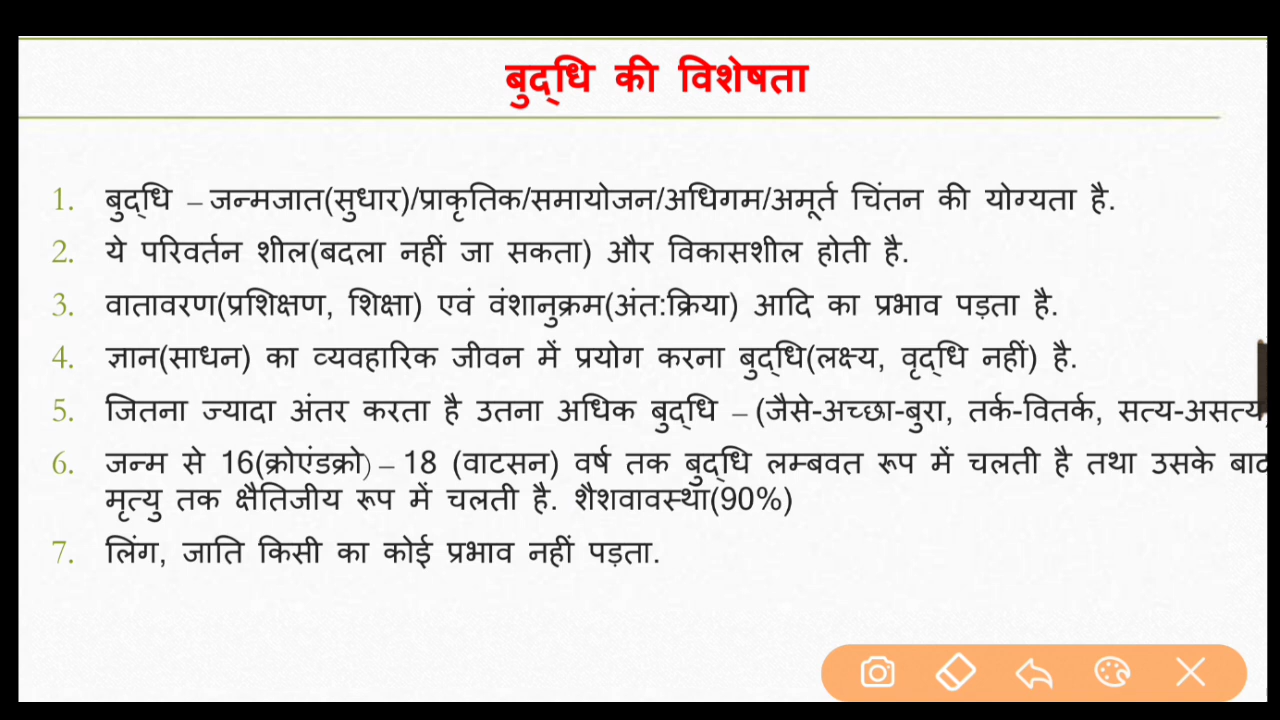 बुद्धि की विशेषता
1. बुद्धि – जन्मजात(सुधार)/प्राकृतिक/समायोजन/अधिगम/अमूर्त चिंतन की योग्यता है.
2. ये परिवर्तन शील(बदला नहीं जा सकता) और विकासशील होती है.
3. वातावरण(प्रशिक्षण, शिक्षा) एवं वंशानुक्रम(अंत:क्रिया) आदि का प्रभाव पड़ता है.
4. ज्ञान(साधन) का व्यवहारिक जीवन में प्रयोग करना बुद्धि(लक्ष्य, वृद्धि नहीं) है.
5. जितना ज्यादा अंतर करता है उतना अधिक बुद्धि – (जैसे-अच्छा-बुरा, तर्क-वितर्क, सत्य-असत्य,
6. जन्म से 16(क्रोएंडक्रो) – 18 (वाटसन) वर्ष तक बुद्धि लम्बवत रूप में चलती है तथा उसके बाद
मृत्यु तक क्षैतिजीय रूप में चलती है. शैशवावस्था(90%)
7. लिंग, जाति किसी का कोई प्रभाव नहीं पड़ता.